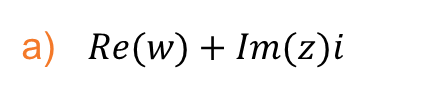 a) Re(w) + Im(z)i